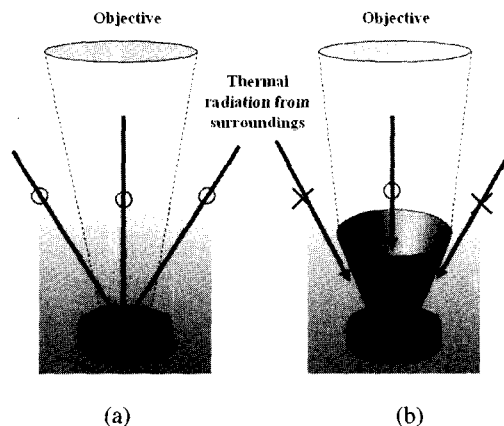 Objective
Objective
Thermal
radiation from
surroundings
(a)
(b)